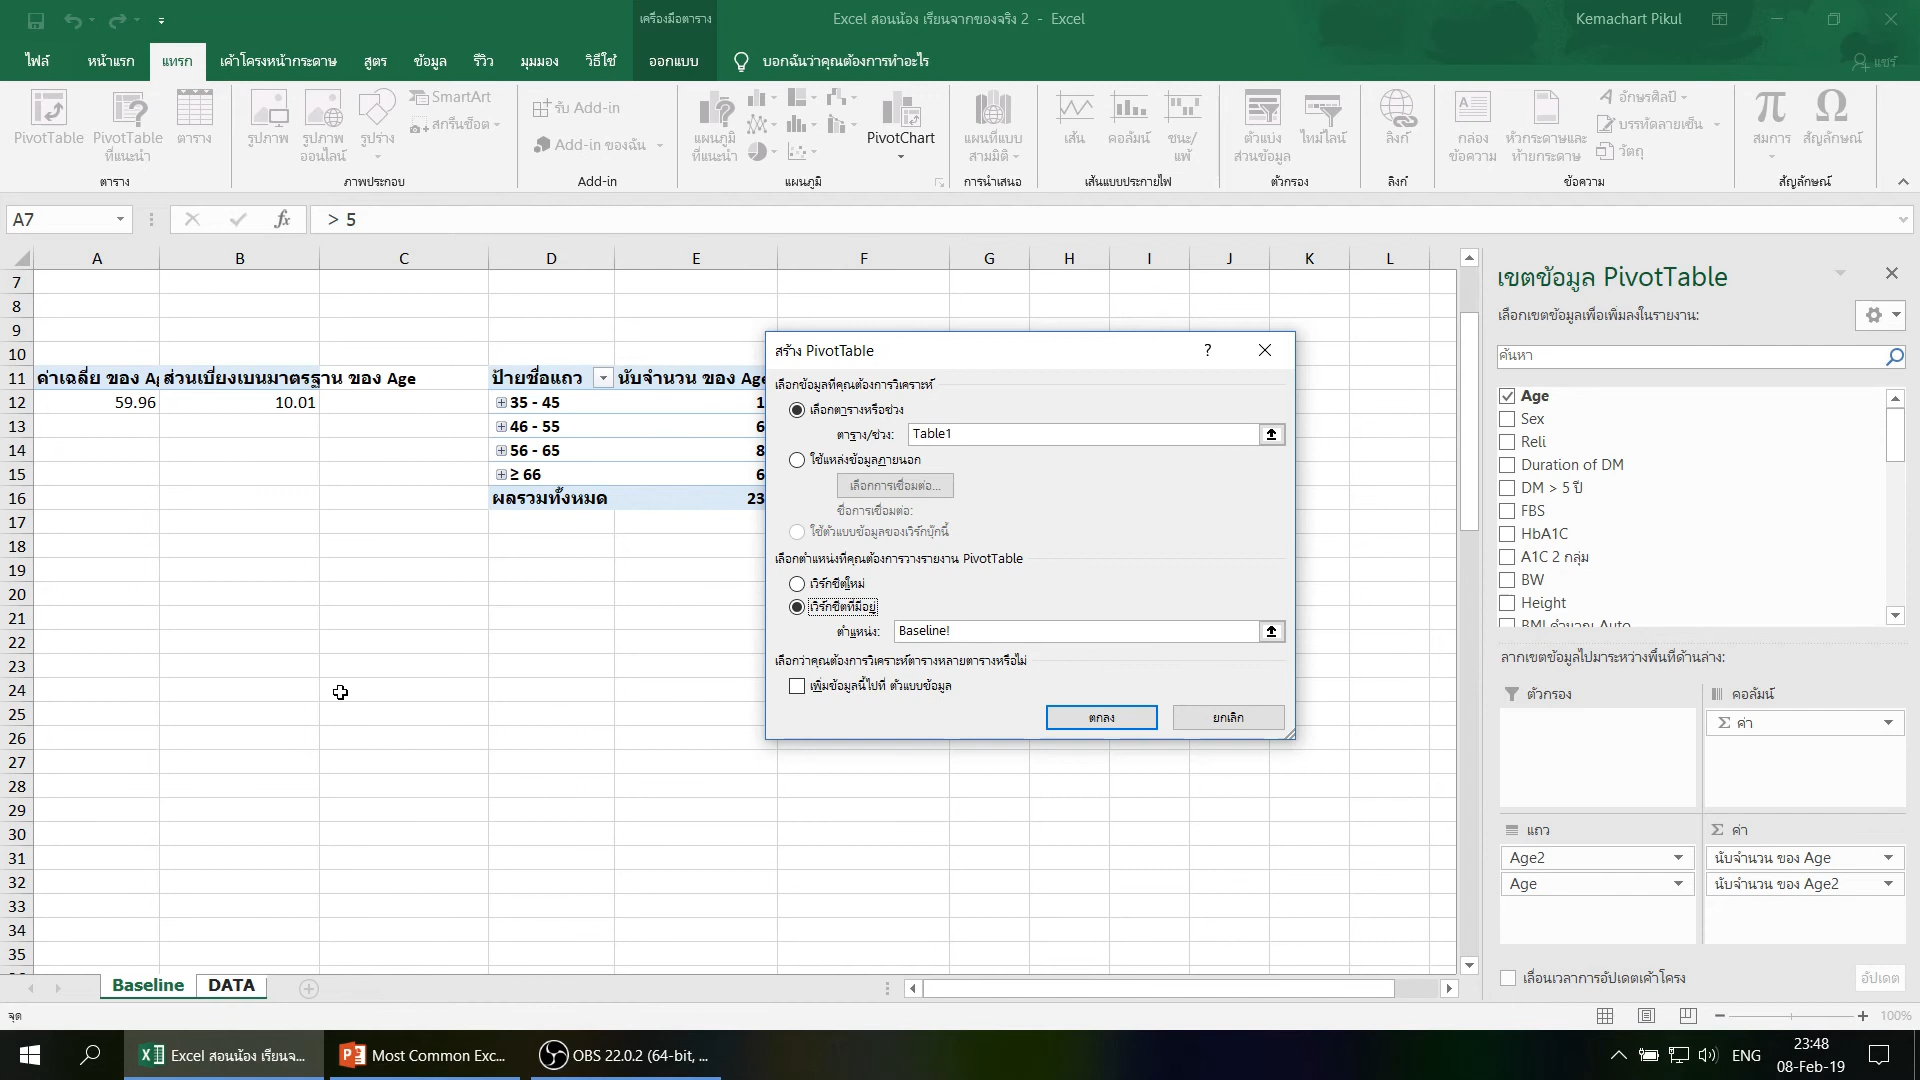 เครื่องมือตาราง
Excel สอนน้อง เรียนจากของจริง 2 - Excel
Kemachart Pikul
ไฟล์ หน้าแรก แทรก เค้าโครงหน้ากระดาษ สูตร ข้อมูล รีวิว มุมมอง วิธีใช้ ออกแบบ บอกฉันว่าคุณต้องการทำอะไร แชร์
PivotTable
PivotTable
ที่แนะนำ
ตาราง
ตาราง
รูปภาพ
รูปภาพ
ออนไลน์
รูปร่าง
SmartArt
สกรีนช็อต
ภาพประกอบ
รับ Add-in
Add-in ของฉัน
Add-in
แผนภูมิ
ที่แนะนำ
PivotChart
แผนภูมิ
แผนที่แบบ
สามมิติ
การนำเสนอ
เส้น
คอลัมน์
ชนะ/
แพ้
เส้นแบบประกายไฟ
ตัวแบ่ง
ส่วนข้อมูล
ไทม์ไลน์
ตัวกรอง
ลิงก์
ลิงก์
กล่อง
ข้อความ
หัวกระดาษและ
ท้ายกระดาษ
อักษรศิลป์
บรรทัดลายเซ็น
วัตถุ
ข้อความ
สมการ
สัญลักษณ์
สัญลักษณ์
A7 fx > 5
A B C D E F G H I J K L
7
8
9
10
11 ค่าเฉลี่ย ของ Ag ส่วนเบี่ยงเบนมาตรฐาน ของ Age ป้ายชื่อแถว นับจำนวน ของ Age
12 59.96 10.01 35 - 45 1
13 46 - 55 6
14 56 - 65 8
15 ≥ 66 6
16 ผลรวมทั้งหมด 23
17
18
19
20
21
22
23
24
25
26
27
28
29
30
31
32
33
34
35
สร้าง PivotTable ?
เลือกข้อมูลที่คุณต้องการวิเคราะห์
เลือกตารางหรือช่วง
ตาราง/ช่วง: Table1
ใช้แหล่งข้อมูลภายนอก
เลือกการเชื่อมต่อ...
ชื่อการเชื่อมต่อ:
ใช้ตัวแบบข้อมูลของเวิร์กบุ๊กนี้
เลือกตำแหน่งที่คุณต้องการวางรายงาน PivotTable
เวิร์กชีตใหม่
เวิร์กชีตที่มีอยู่
ตำแหน่ง: Baseline!
เลือกว่าคุณต้องการวิเคราะห์ตารางหลายตารางหรือไม่
เพิ่มข้อมูลนี้ไปที่ ตัวแบบข้อมูล
ตกลง ยกเลิก
เขตข้อมูล PivotTable
เลือกเขตข้อมูลเพื่อเพิ่มลงในรายงาน:
ค้นหา
Age
Sex
Reli
Duration of DM
DM > 5 ปี
FBS
HbA1C
A1C 2 กลุ่ม
BW
Height
BMI คำนวณ Auto
ลากเขตข้อมูลไปมาระหว่างพื้นที่ด้านล่าง:
ตัวกรอง คอลัมน์
Σ ค่า
แถว Σ ค่า
Age2 นับจำนวน ของ Age
Age นับจำนวน ของ Age2
เลื่อนเวลาการอัปเดตเค้าโครง อัปเดต
Baseline DATA
จุด 100%
Excel สอนน้อง เรียนจ... Most Common Exc... OBS 22.0.2 (64-bit, ... ENG 23:48
08-Feb-19